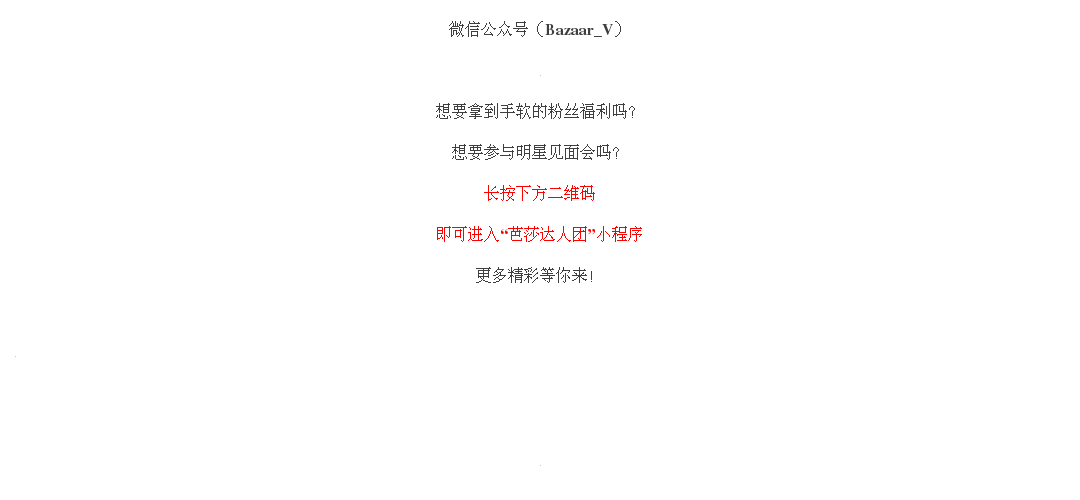 微信公众号（Bazaar_V）
想要拿到手软的粉丝福利吗？
想要参与明星见面会吗？
长按下方二维码
即可进入“芭莎达人团”小程序
更多精彩等你来！